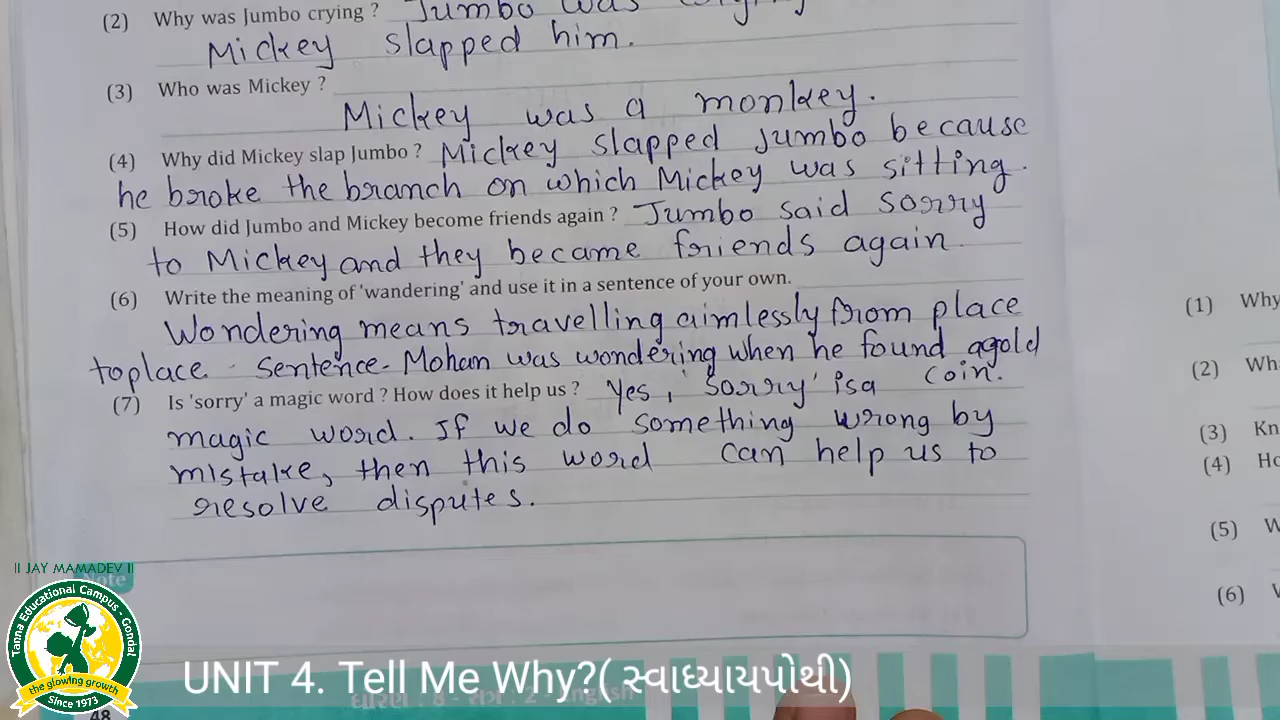 (2) Why was Jumbo crying ? Jumbo was
Mickey slapped him.
(3) Who was Mickey ?
Mickey was a monkey.
(4) Why did Mickey slap Jumbo ? Mickey slapped Jumbo because
he broke the branch on which Mickey was sitting.
(5) How did Jumbo and Mickey become friends again ? Jumbo said sorry
to Mickey and they became friends again.
(6) Write the meaning of 'wandering' and use it in a sentence of your own.
Wondering means travelling aimlessly from place
to place. Sentence- Mohan was wondering when he found a gold
coin.
(7) Is 'sorry' a magic word ? How does it help us ? Yes, 'Sorry' is a
magic word. If we do something wrong by
mistake, then this word can help us to
resolve disputes.
Note
(1) Why
(2) Wh
(3) Kn
(4) Ho
(5) W
(6)
|| JAY MAMADEV ||
Tanna Educational Campus - Gondal
the glowing growth
Since 1973
UNIT 4. Tell Me Why?( સ્વાધ્યાયપોથી)
48